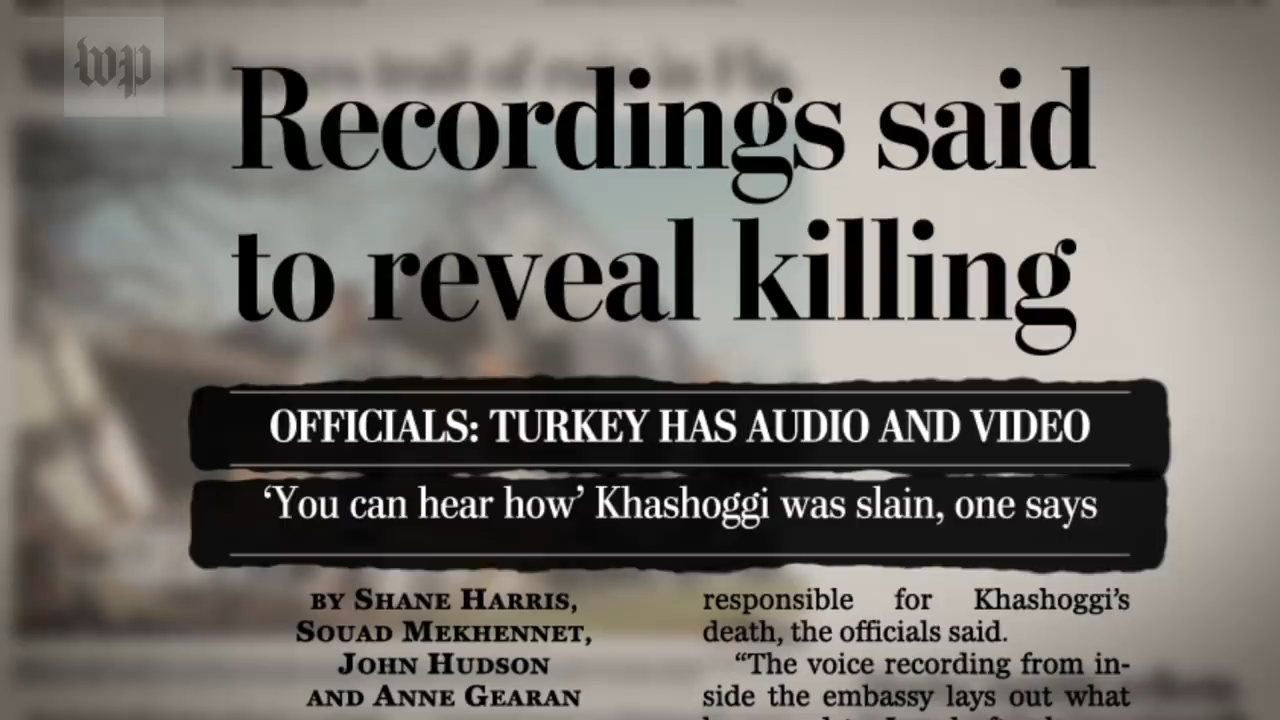 wp
Recordings said
to reveal killing
OFFICIALS: TURKEY HAS AUDIO AND VIDEO
‘You can hear how’ Khashoggi was slain, one says
BY SHANE HARRIS,
SOUAD MEKHENNET,
JOHN HUDSON
AND ANNE GEARAN
responsible for Khashoggi’s
death, the officials said.
“The voice recording from in-
side the embassy lays out what